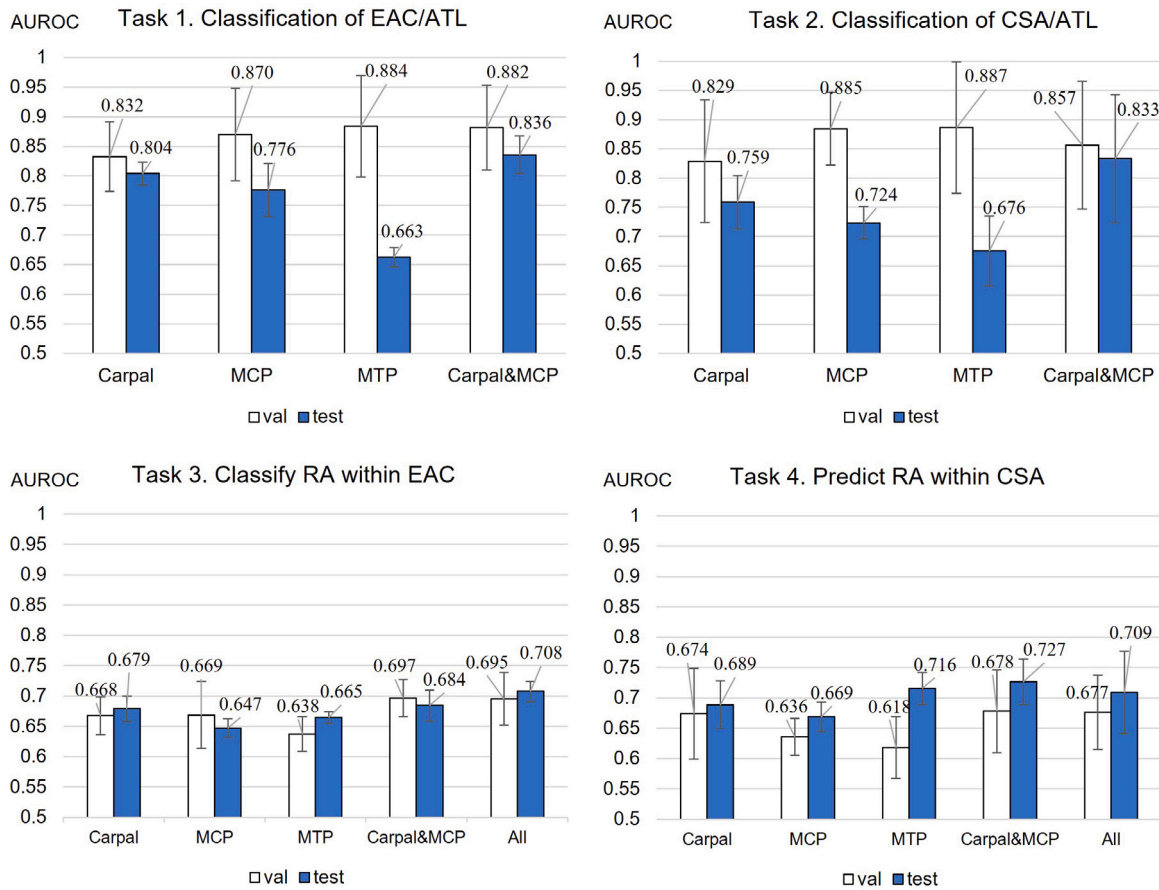 AUROC
Task 1. Classification of EAC/ATL
1
0.95
0.9
0.85
0.8
0.75
0.7
0.65
0.6
0.55
0.5
0.832
0.804
0.870
0.776
0.884
0.663
0.882
0.836
Carpal
MCP
MTP
Carpal&MCP
val
test
AUROC
Task 2. Classification of CSA/ATL
1
0.95
0.9
0.85
0.8
0.75
0.7
0.65
0.6
0.55
0.5
0.829
0.759
0.885
0.724
0.887
0.676
0.857
0.833
Carpal
MCP
MTP
Carpal&MCP
val
test
AUROC
Task 3. Classify RA within EAC
1
0.95
0.9
0.85
0.8
0.75
0.7
0.65
0.6
0.55
0.5
0.668
0.679
0.669
0.647
0.638
0.665
0.697
0.684
0.695
0.708
Carpal
MCP
MTP
Carpal&MCP
All
val
test
AUROC
Task 4. Predict RA within CSA
1
0.95
0.9
0.85
0.8
0.75
0.7
0.65
0.6
0.55
0.5
0.674
0.689
0.636
0.669
0.618
0.716
0.678
0.727
0.677
0.709
Carpal
MCP
MTP
Carpal&MCP
All
val
test